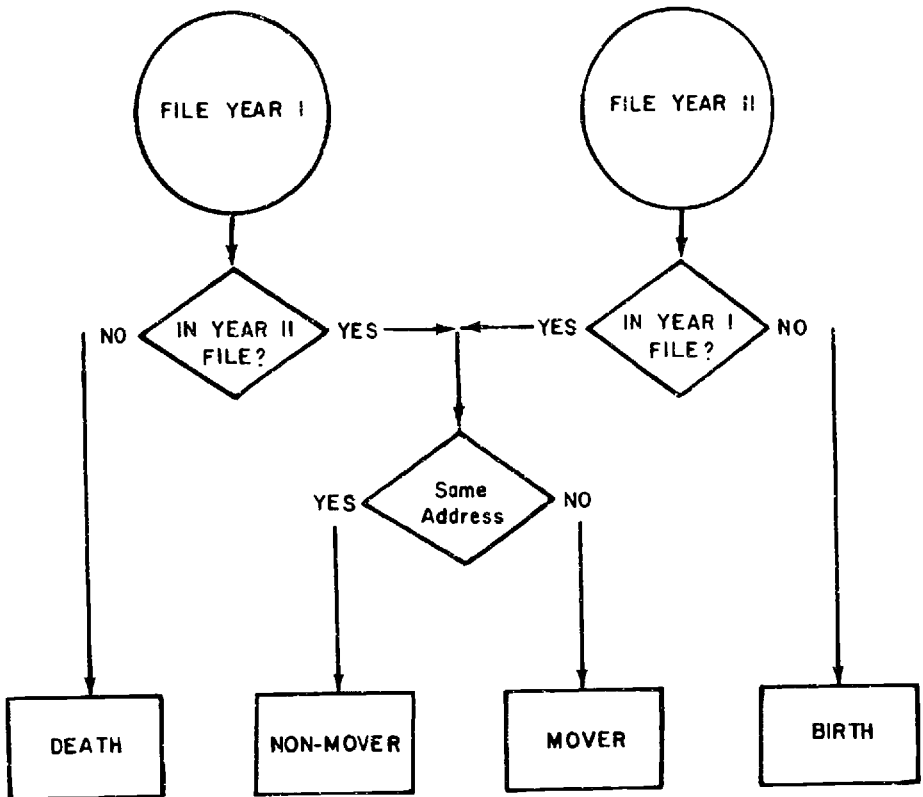 FILE YEAR I
FILE YEAR II
NO
IN YEAR II
FILE?
YES
YES
IN YEAR I
FILE?
NO
YES
Same
Address
NO
DEATH
NON-MOVER
MOVER
BIRTH